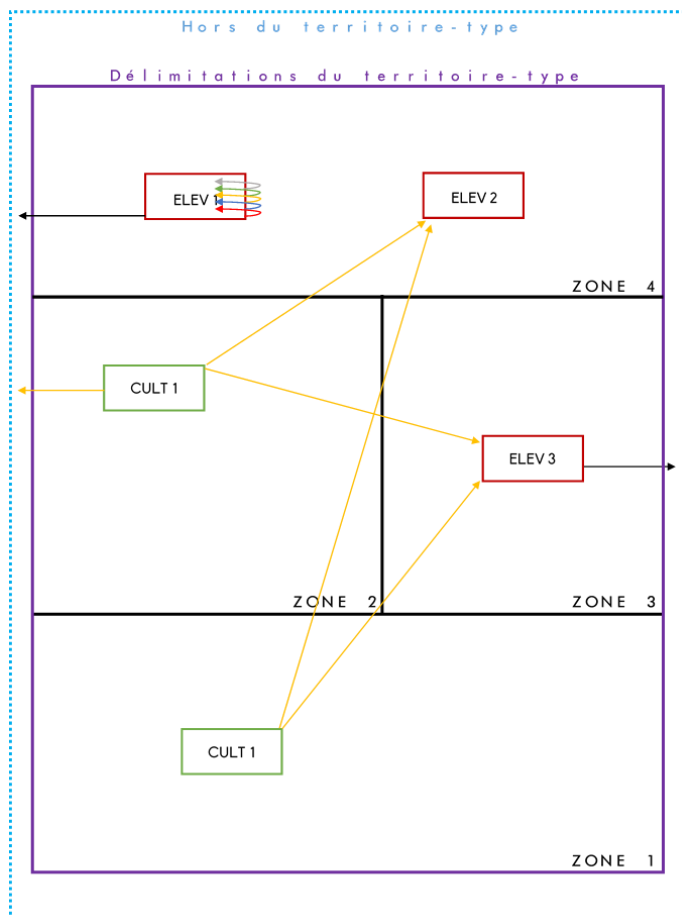 Hors du territoire-type
Délimitations du territoire-type
ELEV 1
ELEV 2
ZONE 4
CULT 1
ELEV 3
ZONE 2
ZONE 3
CULT 1
ZONE 1